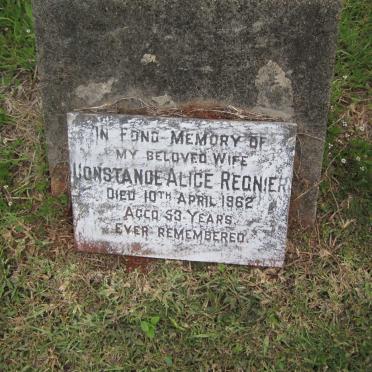 IN FOND MEMORY OF
MY BELOVED WIFE
CONSTANCE ALICE REGNIER
DIED 10TH APRIL 1962
AGED 53 YEARS.
EVER REMEMBERED.